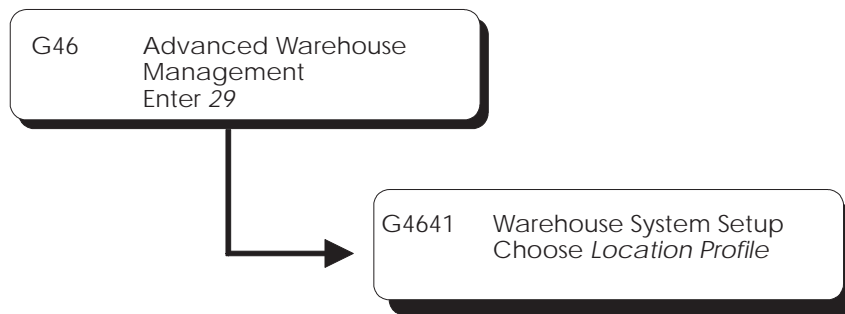 G46 Advanced Warehouse
Management
Enter 29
G4641 Warehouse System Setup
Choose Location Profile